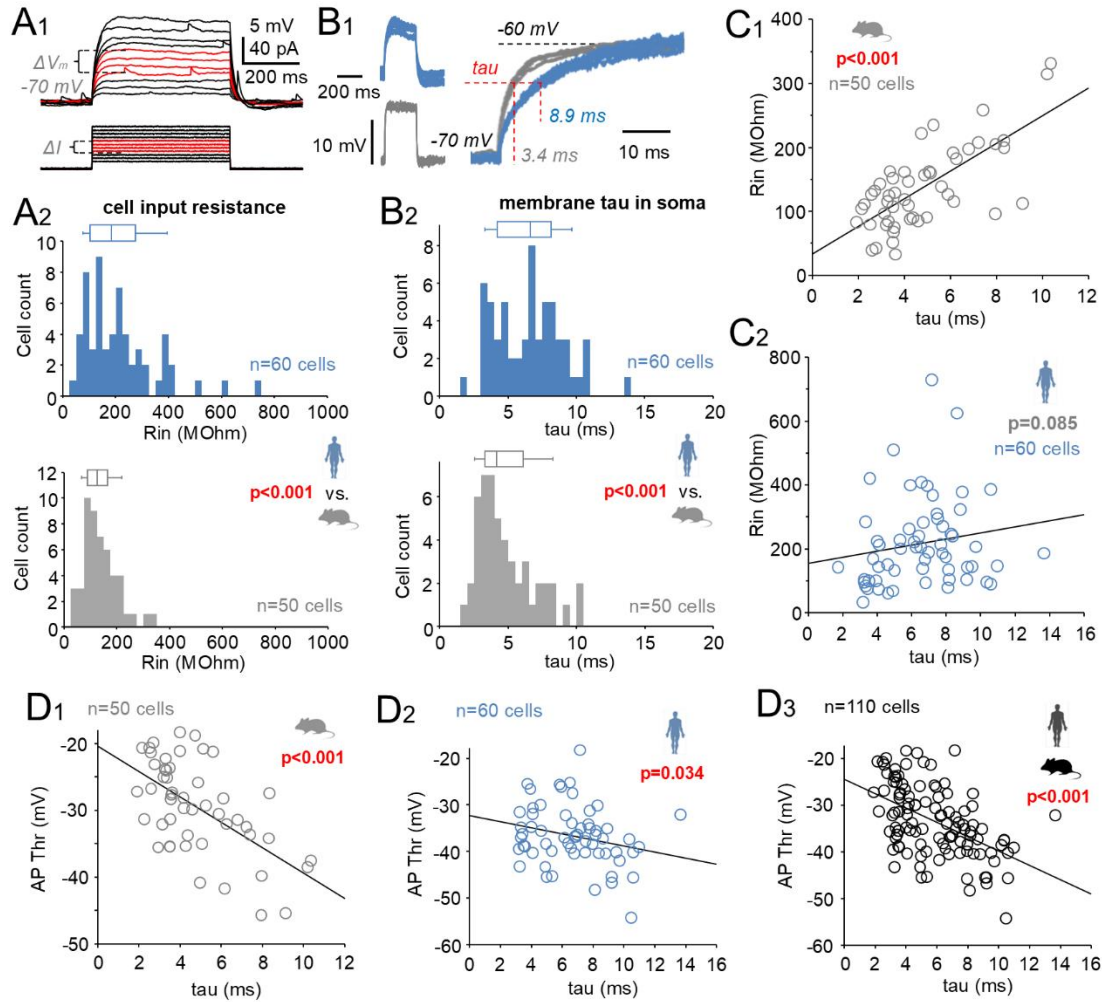 A1
5 mV
40 pA
200 ms
ΔVm
-70 mV
ΔI
B1
200 ms
10 mV
-60 mV
tau
8.9 ms
-70 mV
3.4 ms
10 ms
C1
p<0.001
n=50 cells
400
300
200
100
0
Rin (MOhm)
0 2 4 6 8 10 12
tau (ms)
A2
cell input resistance
10
8
6
4
2
0
Cell count
n=60 cells
0 200 400 600 800 1000
Rin (MOhm)
12
10
8
6
4
2
0
Cell count
p<0.001 vs.
n=50 cells
0 200 400 600 800 1000
Rin (MOhm)
B2
membrane tau in soma
8
6
4
2
0
Cell count
n=60 cells
0 5 10 15 20
tau (ms)
6
4
2
0
Cell count
p<0.001 vs.
n=50 cells
0 5 10 15 20
tau (ms)
C2
p=0.085
n=60 cells
800
600
400
200
0
Rin (MOhm)
0 2 4 6 8 10 12 14 16
tau (ms)
D1
n=50 cells
p<0.001
-20
-30
-40
-50
AP Thr (mV)
0 2 4 6 8 10 12
tau (ms)
D2
n=60 cells
p=0.034
-20
-30
-40
-50
-60
AP Thr (mV)
0 2 4 6 8 10 12 14 16
tau (ms)
D3
n=110 cells
p<0.001
-20
-30
-40
-50
-60
AP Thr (mV)
0 2 4 6 8 10 12 14 16
tau (ms)